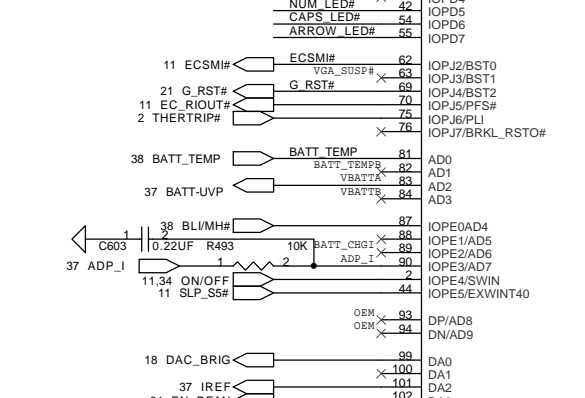 NUM_LED# 42 IOPD5
CAPS_LED# 54 IOPD6
ARROW_LED# 55 IOPD7
11 ECSMI# ECSMI# 62 IOPJ2/BST0
VGA_SUSP# 63 IOPJ3/BST1
21 G_RST# G_RST# 69 IOPJ4/BST2
11 EC_RIOUT# 70 IOPJ5/PFS#
2 THERTRIP# 75 IOPJ6/PLI
76 IOPJ7/BRKL_RSTO#
38 BATT_TEMP BATT_TEMP 81 AD0
BATT_TEMPB 82 AD1
37 BATT-UVP VBATTA 83 AD2
VBATTB 84 AD3
38 BLI/MH# 87 IOPE0AD4
1 2 88 IOPE1/AD5
C603 0.22UF R493 10K BATT_CHGI 89 IOPE2/AD6
37 ADP_I 1 2 ADP_I 90 IOPE3/AD7
11,34 ON/OFF 2 IOPE4/SWIN
11 SLP_S5# 44 IOPE5/EXWINT40
OEM 93 DP/AD8
OEM 94 DN/AD9
18 DAC_BRIG 99 DA0
100 DA1
37 IREF 101 DA2
102